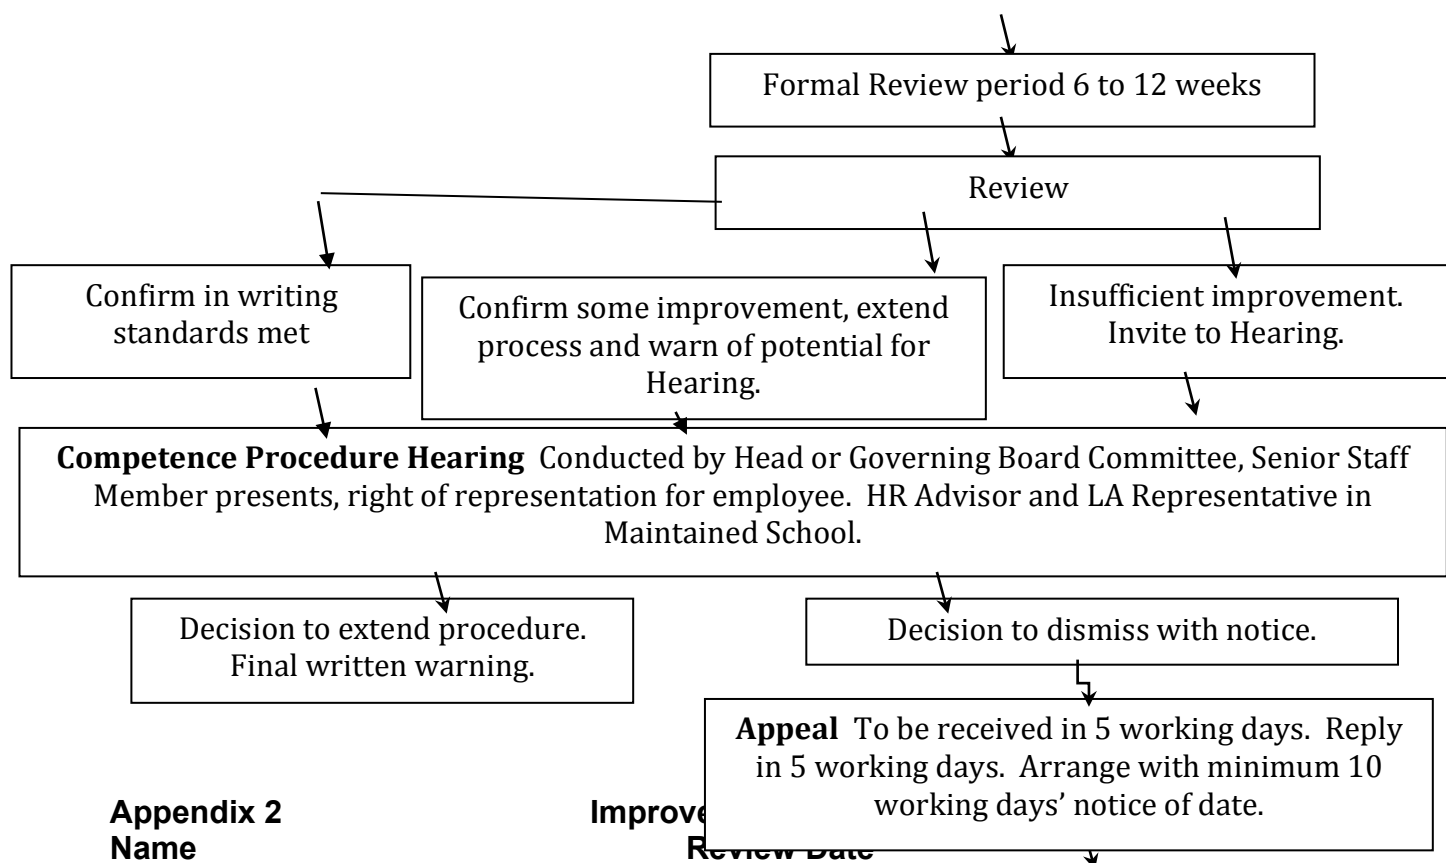 Formal Review period 6 to 12 weeks
Review
Confirm in writing
standards met
Confirm some improvement, extend
process and warn of potential for
Hearing.
Insufficient improvement.
Invite to Hearing.
Competence Procedure Hearing Conducted by Head or Governing Board Committee, Senior Staff
Member presents, right of representation for employee. HR Advisor and LA Representative in
Maintained School.
Decision to extend procedure.
Final written warning.
Decision to dismiss with notice.
Appeal To be received in 5 working days. Reply
in 5 working days. Arrange with minimum 10
working days’ notice of date.
Appendix 2
Name
Review Date